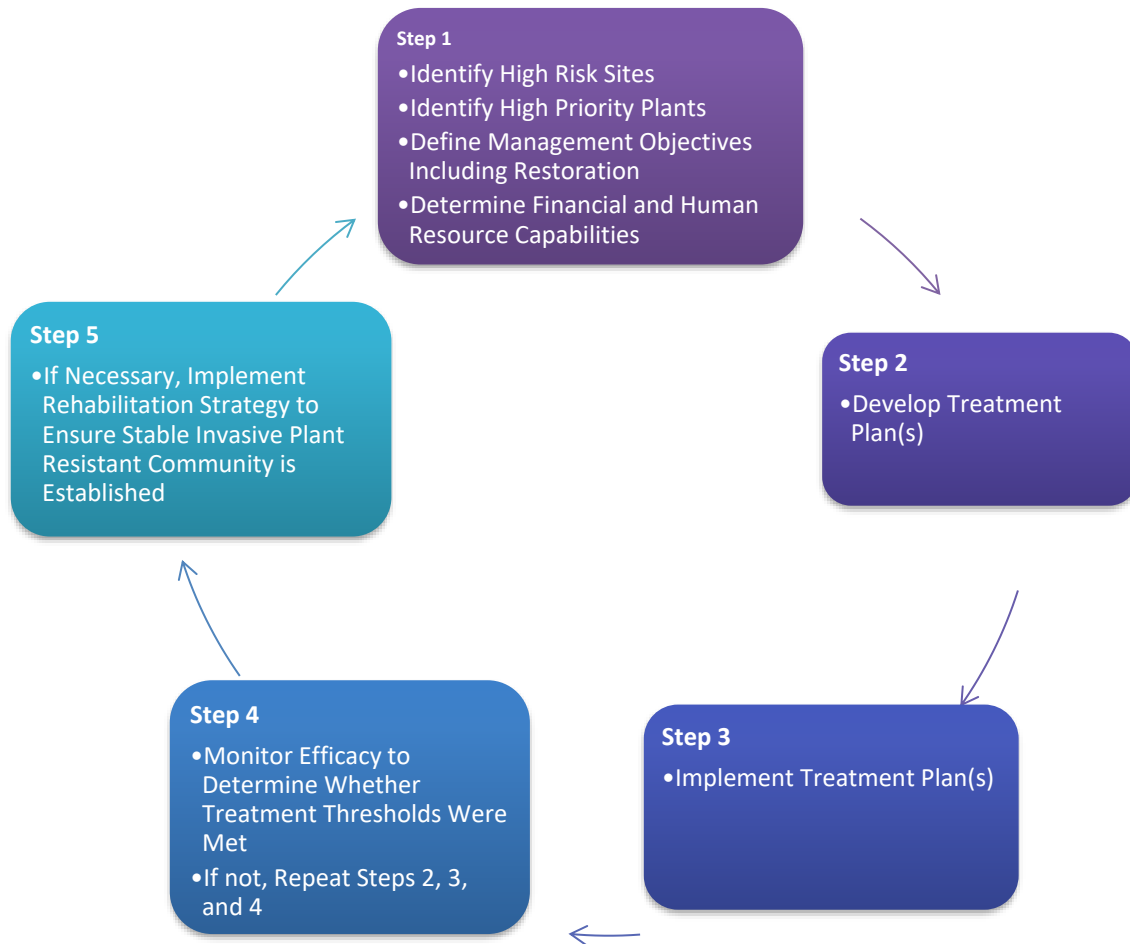 Step 1
•Identify High Risk Sites
•Identify High Priority Plants
•Define Management Objectives
Including Restoration
•Determine Financial and Human
Resource Capabilities
Step 2
•Develop Treatment
Plan(s)
Step 3
•Implement Treatment Plan(s)
Step 4
•Monitor Efficacy to
Determine Whether
Treatment Thresholds Were
Met
•If not, Repeat Steps 2, 3,
and 4
Step 5
•If Necessary, Implement
Rehabilitation Strategy to
Ensure Stable Invasive Plant
Resistant Community is
Established